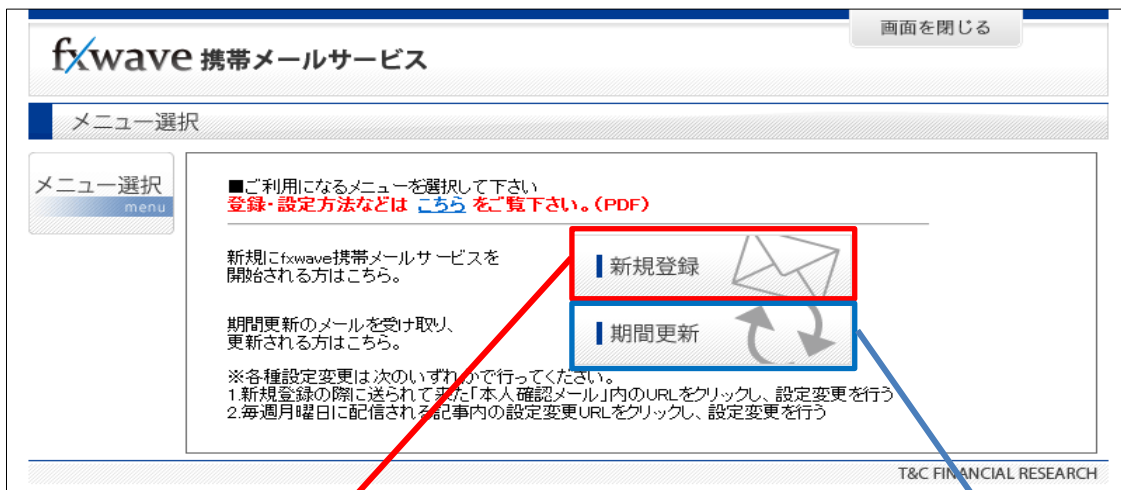 画面を閉じる
fxwave 携帯メールサービス
メニュー選択
メニュー選択
menu
■ご利用になるメニューを選択して下さい
登録・設定方法などは こちら をご覧下さい。(PDF)
新規にfxwave携帯メールサービスを
開始される方はこちら。
新規登録
期間更新のメールを受け取り、
更新される方はこちら。
期間更新
※各種設定変更は次のいずれかで行ってください。
1.新規登録の際に送られて来た「本人確認メール」内のURLをクリックし、設定変更を行う
2.毎週月曜日に配信される記事内の設定変更URLをクリックし、設定変更を行う
T&C FINANCIAL RESEARCH